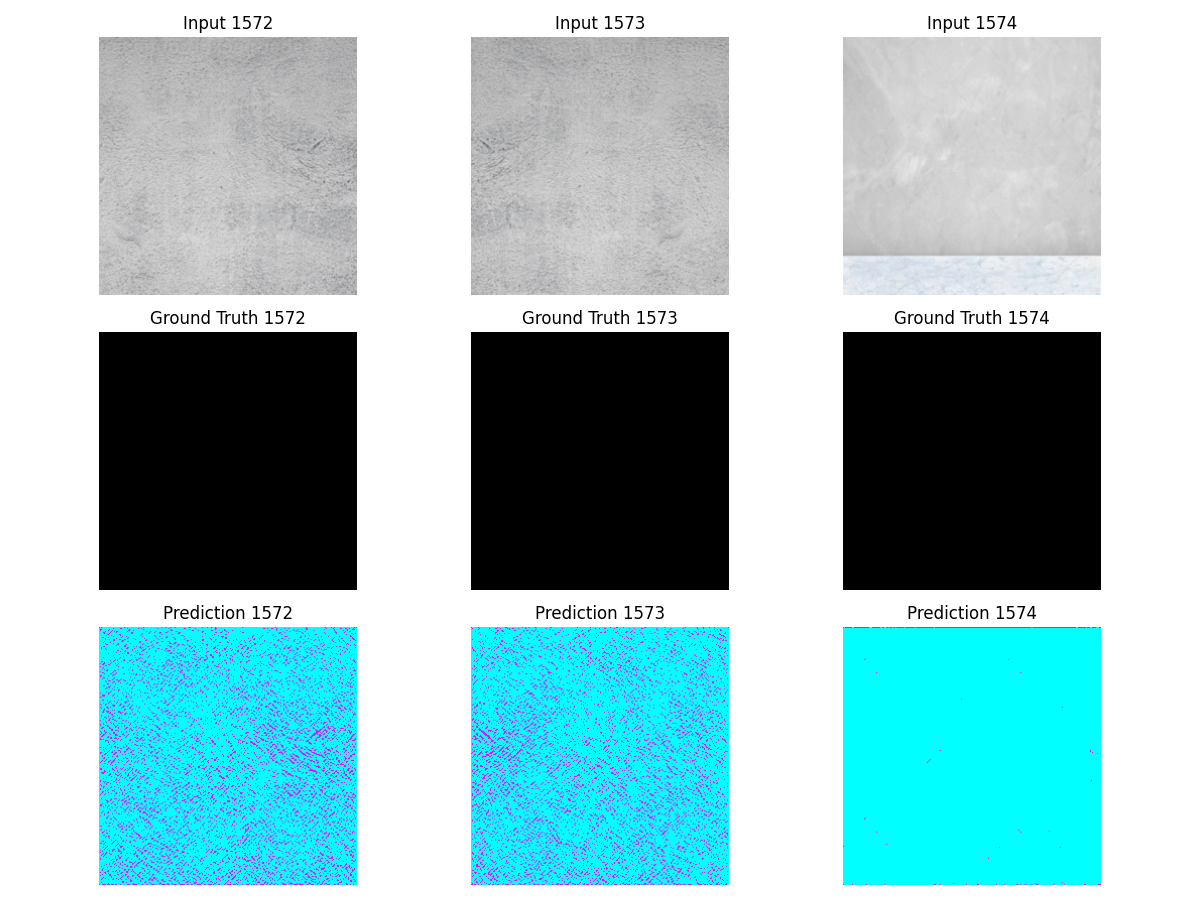 Input 1572
Input 1573
Input 1574
Ground Truth 1572
Ground Truth 1573
Ground Truth 1574
Prediction 1572
Prediction 1573
Prediction 1574